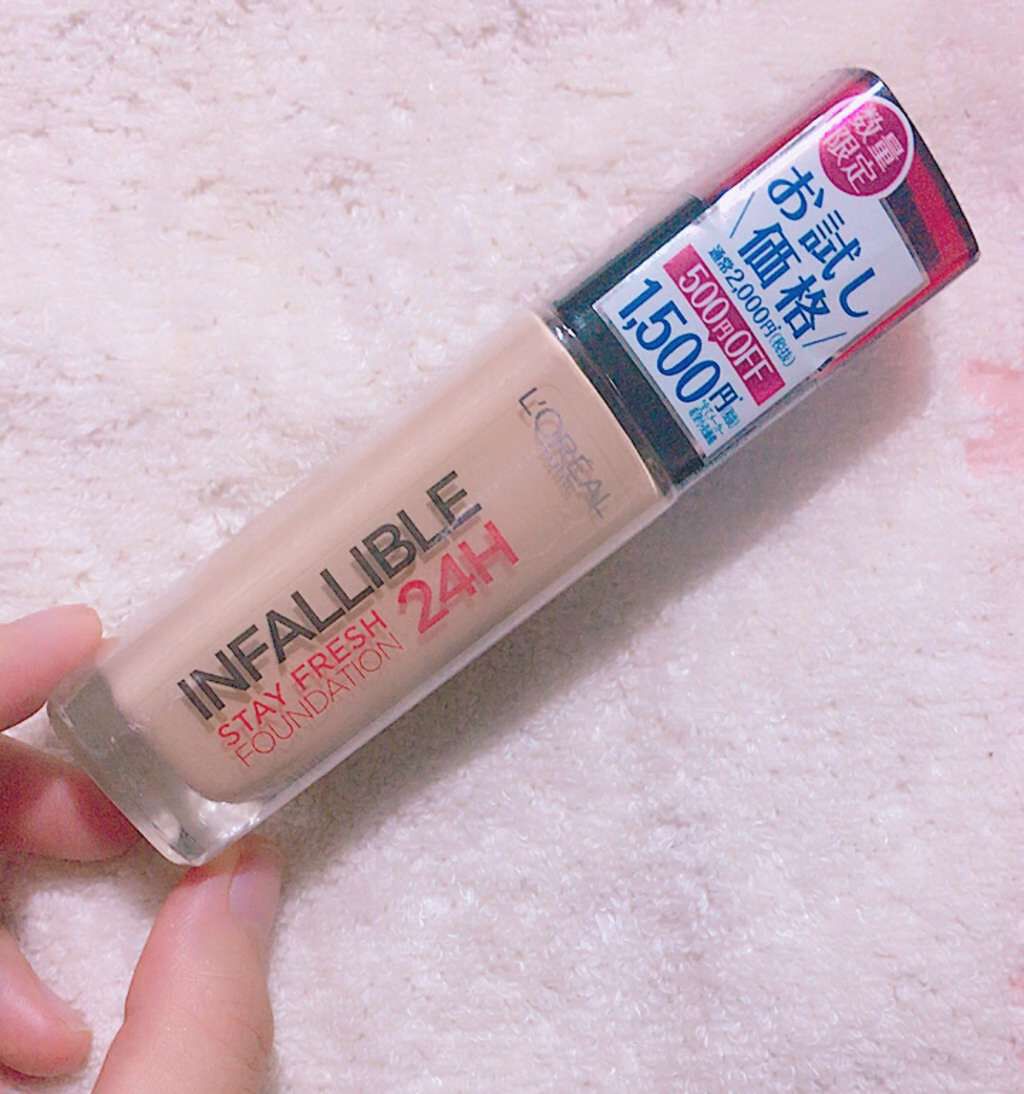 数量
限定
お試し
価格
通常2,000円(税抜)
500円OFF
1,500円
L'ORÉAL
INFALLIBLE
STAY FRESH
FOUNDATION
24H